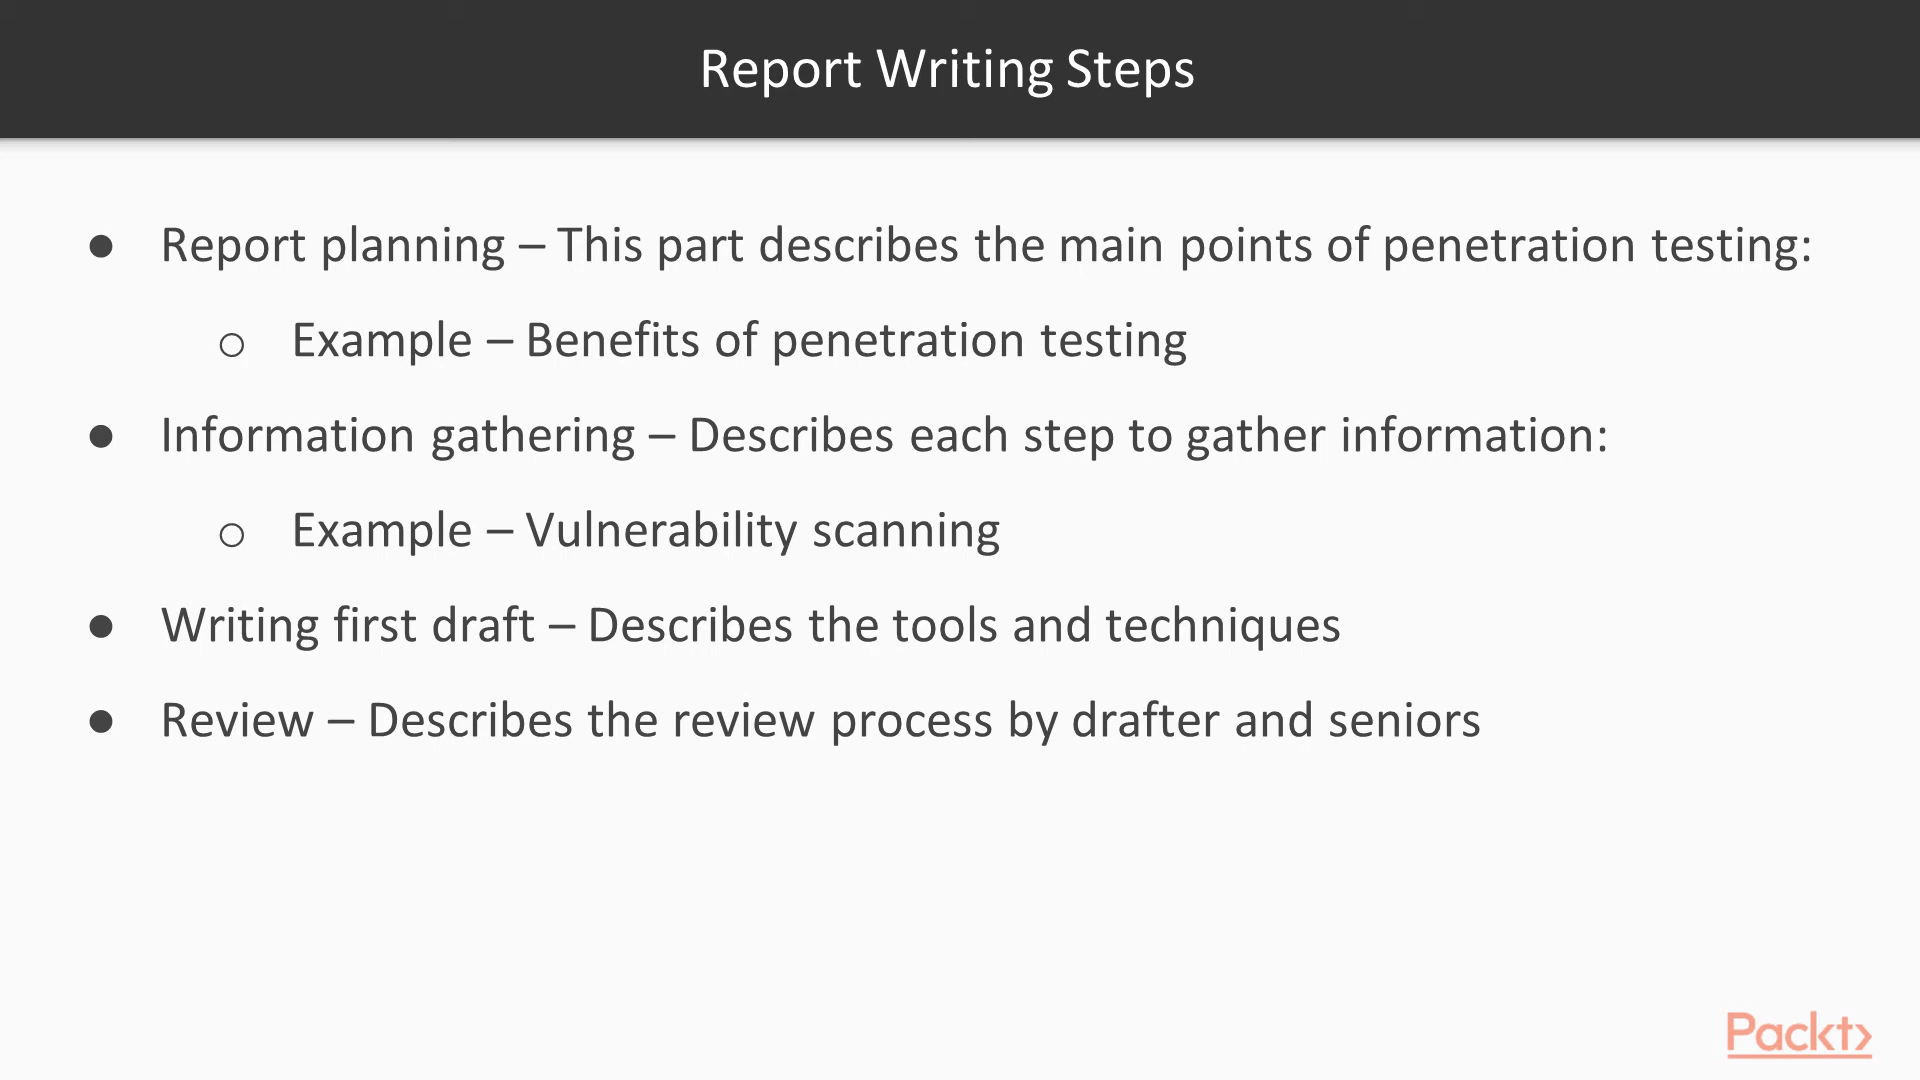 Report Writing Steps
● Report planning – This part describes the main points of penetration testing:
○ Example – Benefits of penetration testing
● Information gathering – Describes each step to gather information:
○ Example – Vulnerability scanning
● Writing first draft – Describes the tools and techniques
● Review – Describes the review process by drafter and seniors
Packt>